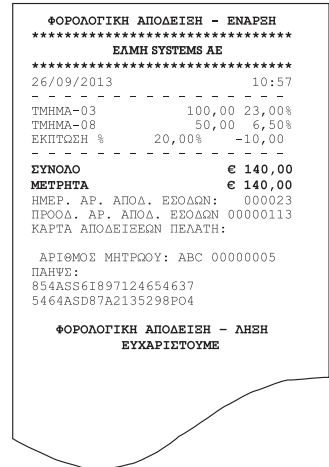 ΦΟΡΟΛΟΓΙΚΗ ΑΠΟΔΕΙΞΗ - ΕΝΑΡΞΗ
********************************
ΕΛΜΗ SYSTEMS ΑΕ
********************************
26/09/2013 10:57
- - - - - - - - - - - - - - - -
ΤΜΗΜΑ-03 100,00 23,00%
ΤΜΗΜΑ-08 50,00 6,50%
ΕΚΠΤΩΣΗ % 20,00% -10,00
- - - - - - - - - - - - - - - -
ΣΥΝΟΛΟ € 140,00
ΜΕΤΡΗΤΑ € 140,00
ΗΜΕΡ. ΑΡ. ΑΠΟΔ. ΕΣΟΔΩΝ: 000023
ΠΡΟΟΔ. ΑΡ. ΑΠΟΔ. ΕΣΟΔΩΝ 00000113
ΚΑΡΤΑ ΑΠΟΔΕΙΞΕΩΝ ΠΕΛΑΤΗ:
ΑΡΙΘΜΟΣ ΜΗΤΡΩΟΥ: ABC 00000005
ΠΑΗΨΣ:
854ASS6I897124654637
5464ASD87A2135298PO4
ΦΟΡΟΛΟΓΙΚΗ ΑΠΟΔΕΙΞΗ – ΛΗΞΗ
ΕΥΧΑΡΙΣΤΟΥΜΕ